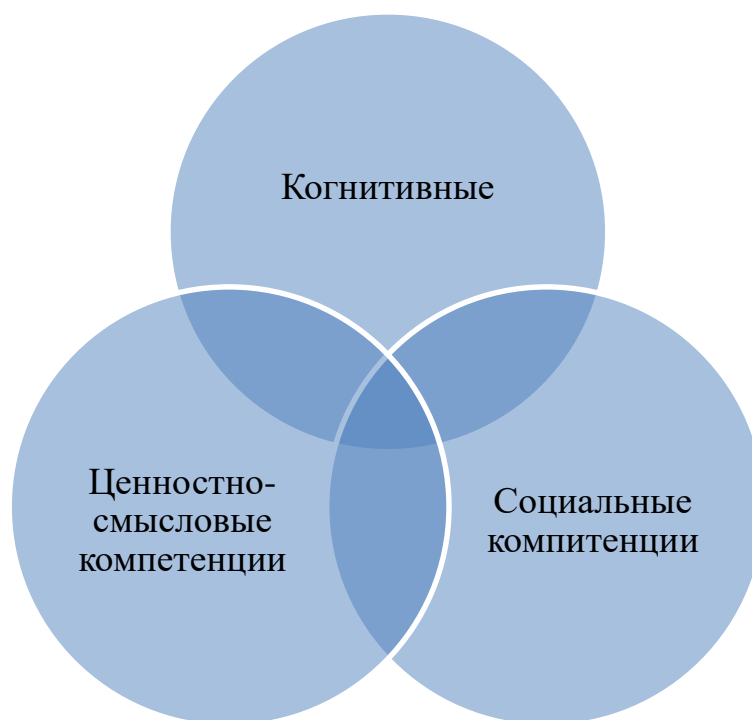 Когнитивные
Ценностно-
смысловые
компетенции
Социальные
компитенции